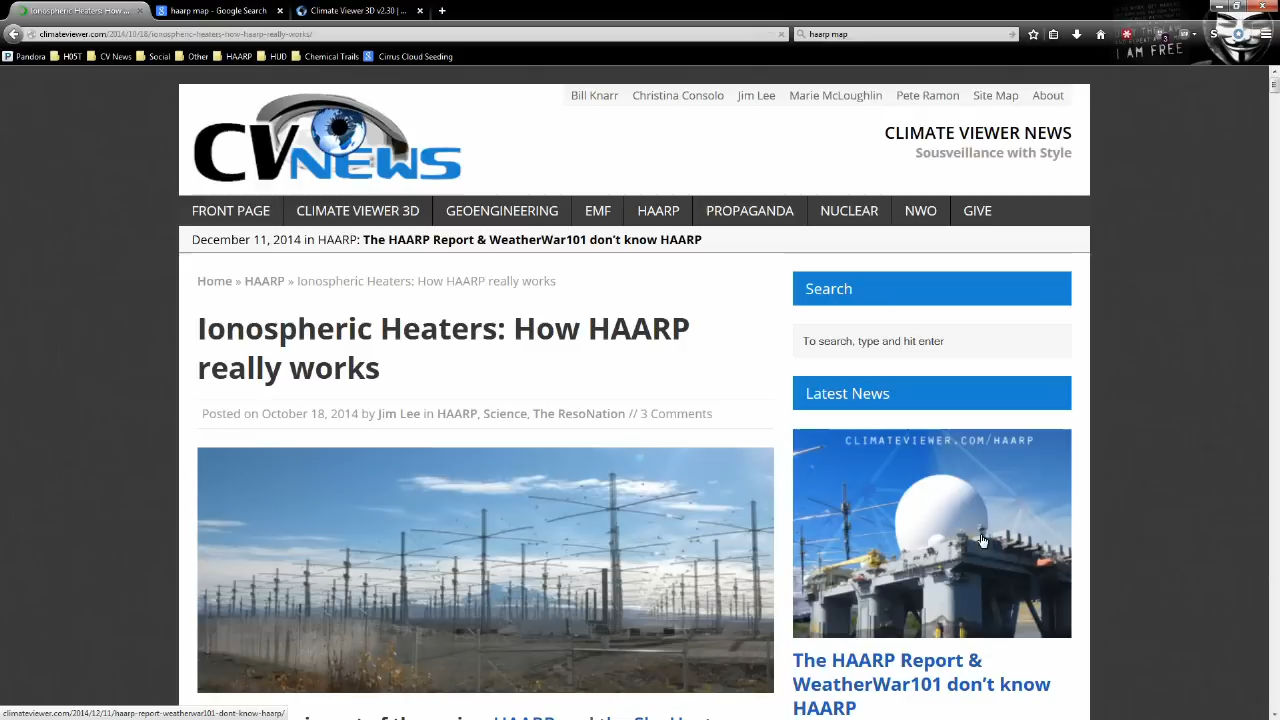 Ionospheric Heaters: How ...
haarp map - Google Search
Climate Viewer 3D v2.30 | ...
climateviewer.com/2014/10/18/ionospheric-heaters-how-haarp-really-works/
haarp map
I AM FREE
Pandora
H05T
CV News
Social
Other
HAARP
HUD
Chemical Trails
Cirrus Cloud Seeding
Bill Knarr Christina Consolo Jim Lee Marie McLoughlin Pete Ramon Site Map About
CV NEWS
CLIMATE VIEWER NEWS
Sousveillance with Style
FRONT PAGE CLIMATE VIEWER 3D GEOENGINEERING EMF HAARP PROPAGANDA NUCLEAR NWO GIVE
December 11, 2014 in HAARP: The HAARP Report & WeatherWar101 don't know HAARP
Home » HAARP » Ionospheric Heaters: How HAARP really works
Ionospheric Heaters: How HAARP
really works
Posted on October 18, 2014 by Jim Lee in HAARP, Science, The ResoNation // 3 Comments
Search
To search, type and hit enter
Latest News
CLIMATEVIEWER.COM/HAARP
The HAARP Report &
WeatherWar101 don't know
HAARP
climateviewer.com/2014/12/11/haarp-report-weatherwar101-dont-know-haarp/